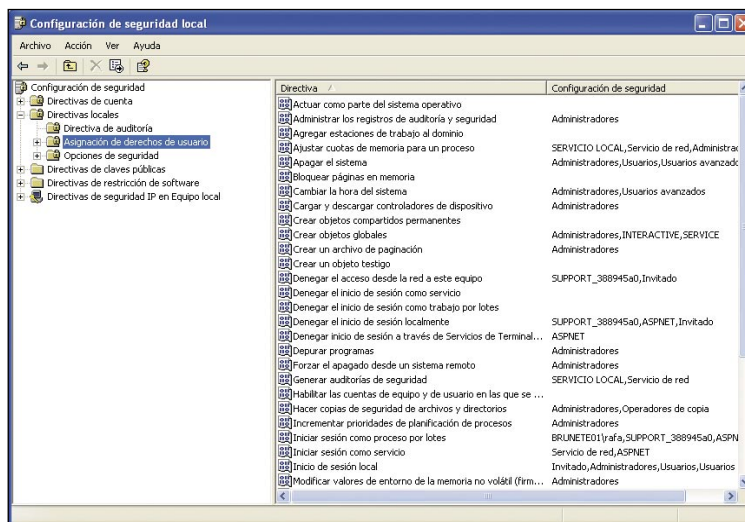 Configuración de seguridad local
Archivo Acción Ver Ayuda
Configuración de seguridad
Directivas de cuenta
Directivas locales
Directiva de auditoría
Asignación de derechos de usuario
Opciones de seguridad
Directivas de claves públicas
Directivas de restricción de software
Directivas de seguridad IP en Equipo local
Directiva Configuración de seguridad
Actuar como parte del sistema operativo
Administrar los registros de auditoría y seguridad Administradores
Agregar estaciones de trabajo al dominio
Ajustar cuotas de memoria para un proceso SERVICIO LOCAL,Servicio de red,Administrac
Apagar el sistema Administradores,Usuarios,Usuarios avanzadc
Bloquear páginas en memoria
Cambiar la hora del sistema Administradores,Usuarios avanzados
Cargar y descargar controladores de dispositivo Administradores
Crear objetos compartidos permanentes
Crear objetos globales Administradores,INTERACTIVE,SERVICE
Crear un archivo de paginación Administradores
Crear un objeto testigo
Denegar el acceso desde la red a este equipo SUPPORT_388945a0,Invitado
Denegar el inicio de sesión como servicio
Denegar el inicio de sesión como trabajo por lotes
Denegar el inicio de sesión localmente SUPPORT_388945a0,ASPNET,Invitado
Denegar inicio de sesión a través de Servicios de Terminal... ASPNET
Depurar programas Administradores
Forzar el apagado desde un sistema remoto Administradores
Generar auditorías de seguridad SERVICIO LOCAL,Servicio de red
Habilitar las cuentas de equipo y de usuario en las que se ...
Hacer copias de seguridad de archivos y directorios Administradores,Operadores de copia
Incrementar prioridades de planificación de procesos Administradores
Iniciar sesión como proceso por lotes BRUNETE01\rafa,SUPPORT_388945a0,ASPN
Iniciar sesión como servicio Servicio de red,ASPNET
Inicio de sesión local Invitado,Administradores,Usuarios,Usuarios
Modificar valores de entorno de la memoria no volátil (firm... Administradores